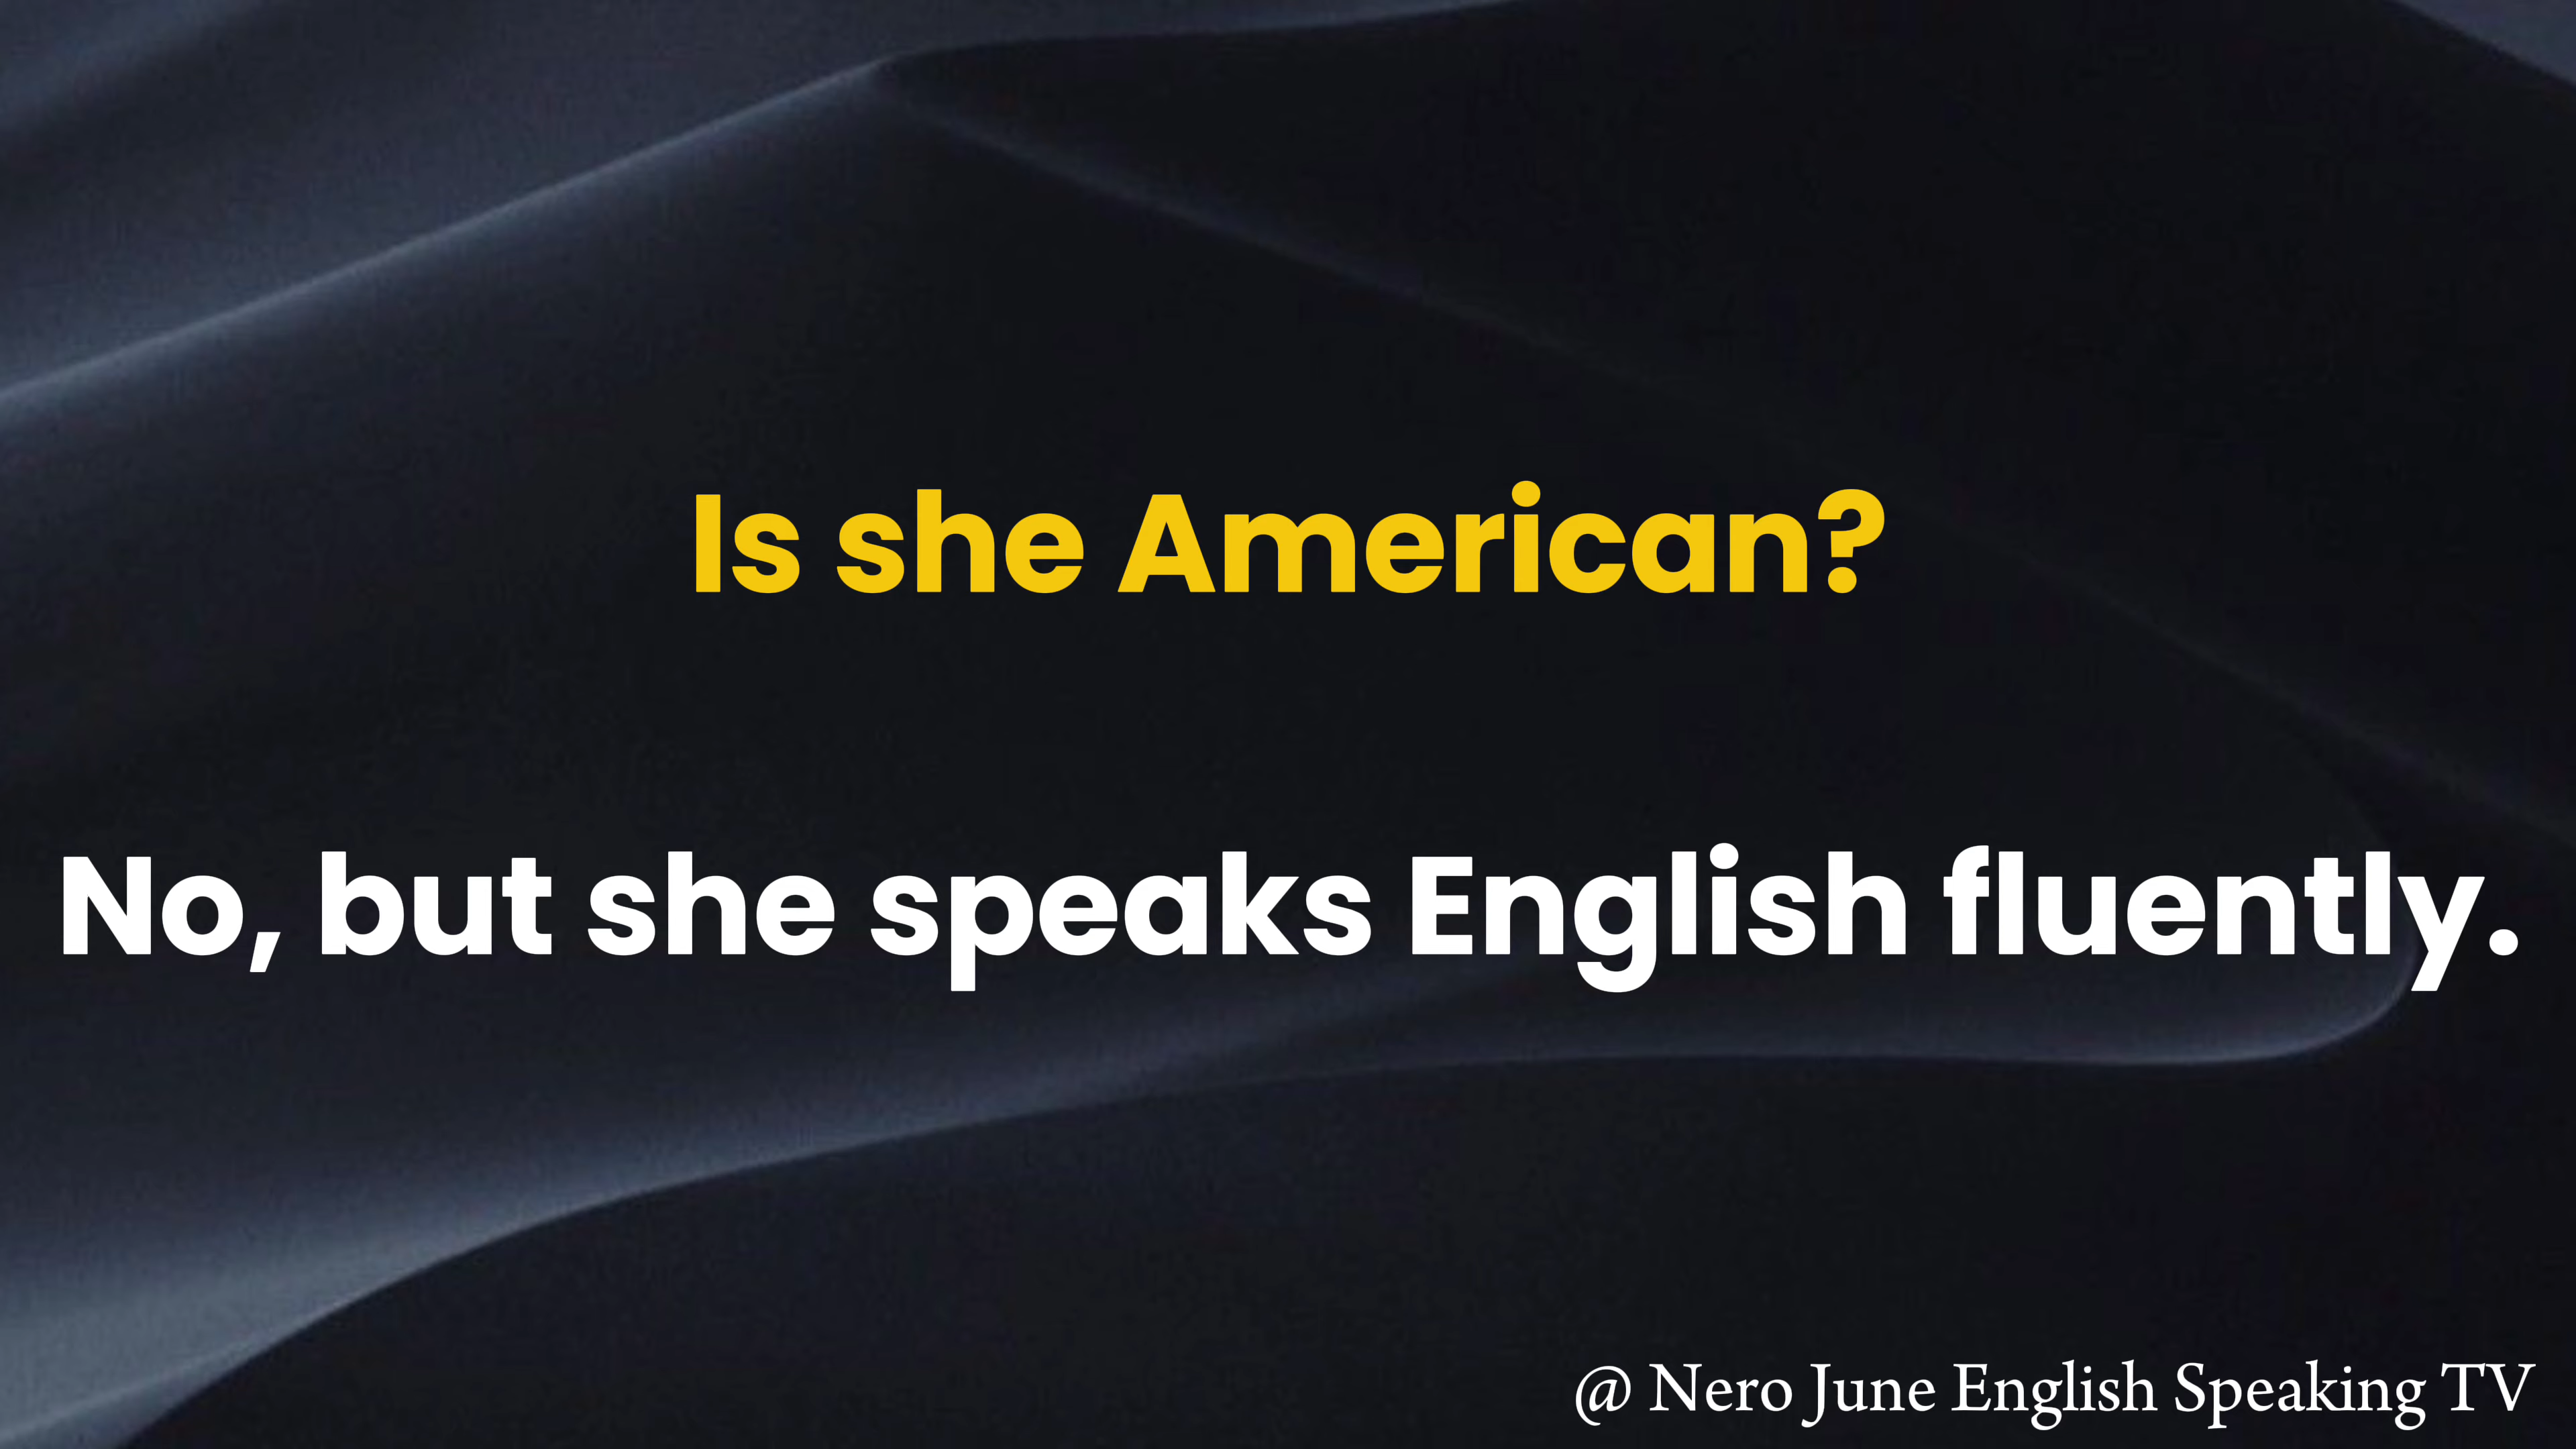 Is she American?
No, but she speaks English fluently.
@ Nero June English Speaking TV